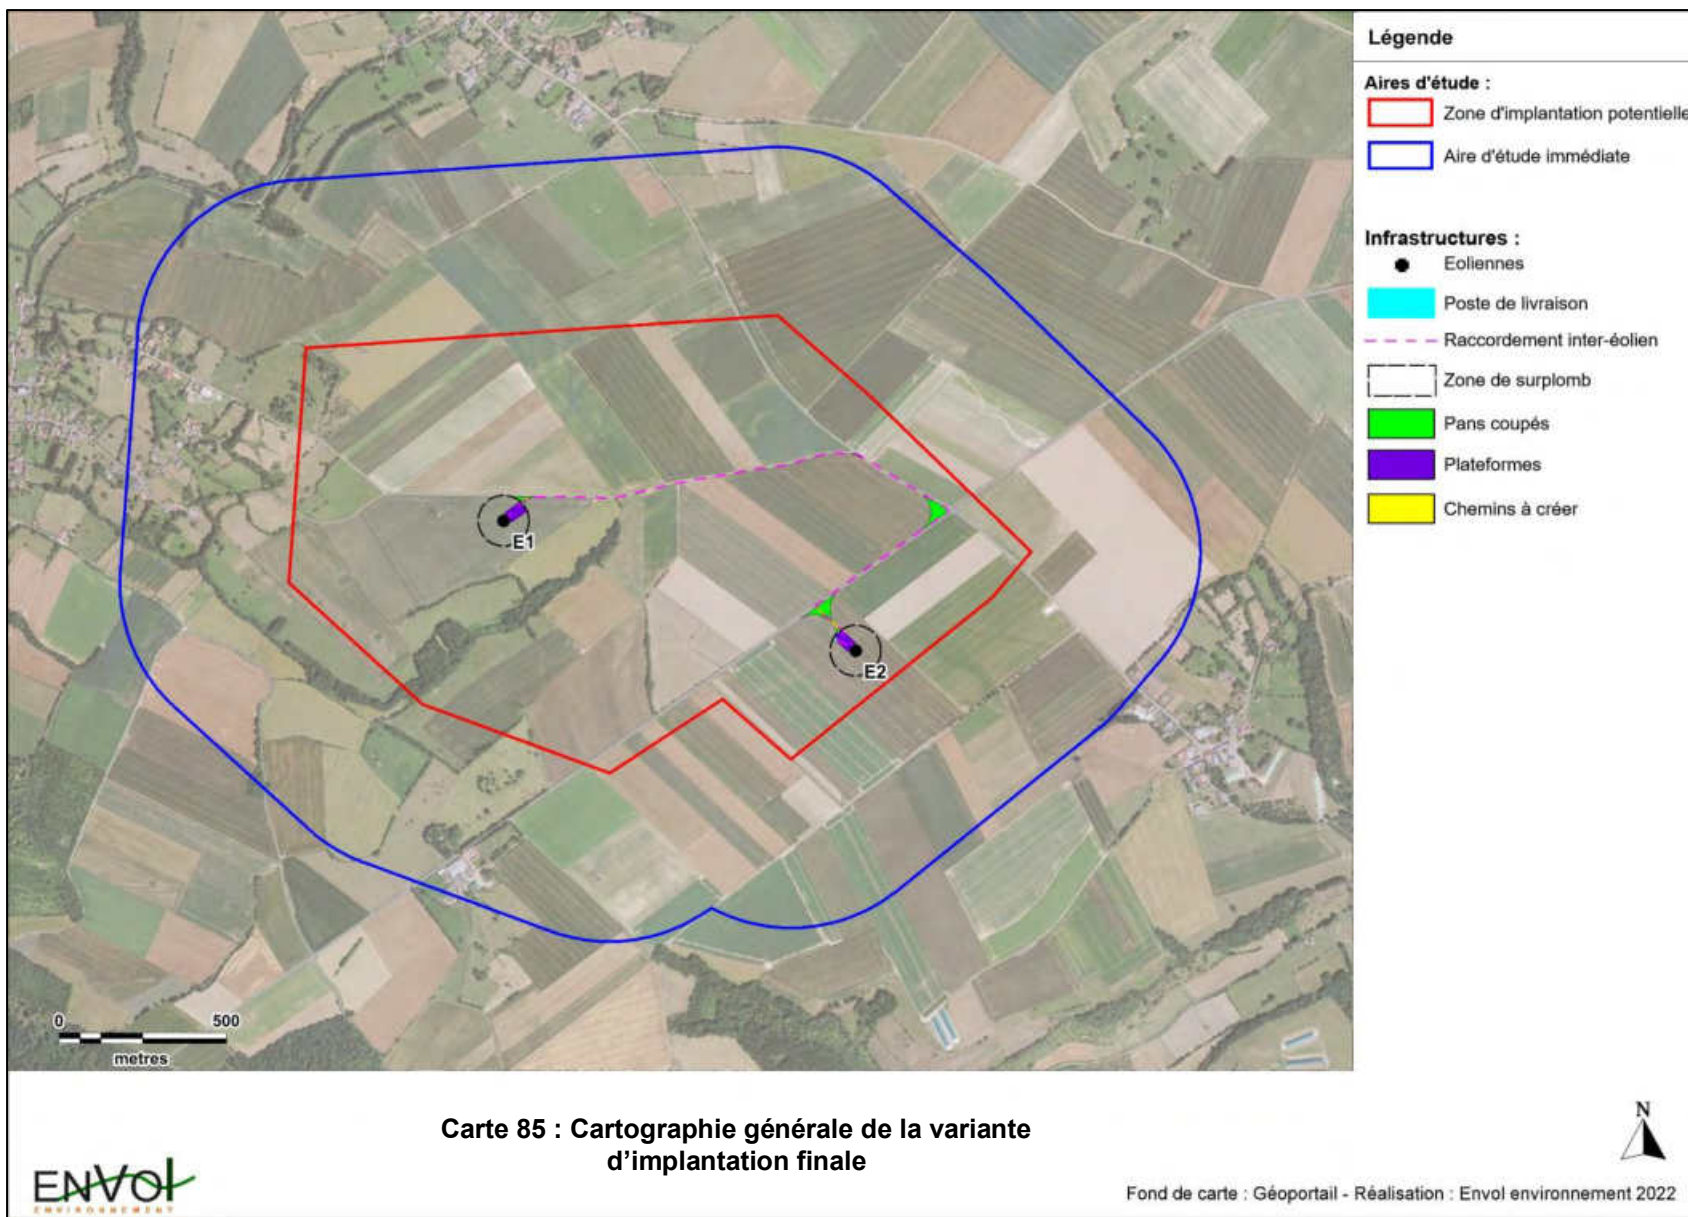 Légende
Aires d'étude :
Zone d'implantation potentielle
Aire d'étude immédiate
Infrastructures :
Eoliennes
Poste de livraison
Raccordement inter-éolien
Zone de surplomb
Pans coupés
Plateformes
Chemins à créer
E1
E2
0 500
metres
Carte 85 : Cartographie générale de la variante
d'implantation finale
N
ENVOl
ENVIRONNEMENT
Fond de carte : Géoportail - Réalisation : Envol environnement 2022